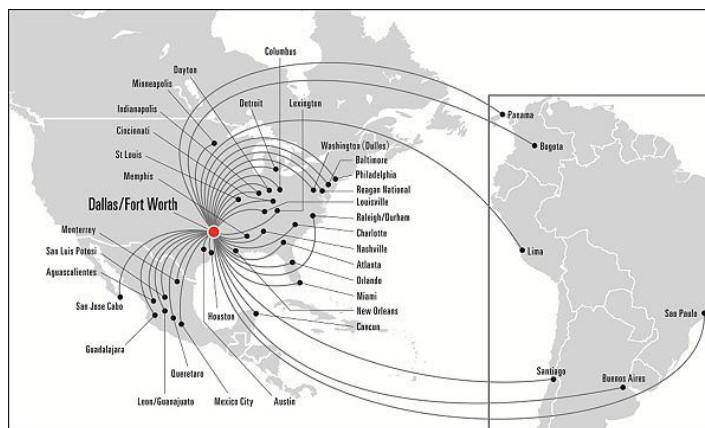 Columbus
Dayton
Minneapolis
Detroit
Lexington
Indianapolis
Panama
Cincinnati
Washington (Dulles)
Bogota
St Louis
Baltimore
Philadelphia
Memphis
Reagan National
Louisville
Dallas/Fort Worth
Raleigh/Durham
Monterrey
Charlotte
Nashville
San Luis Potosi
Lima
Atlanta
Aguascalientes
Orlando
Miami
San Jose Cabo
New Orleans
Houston
Sao Paulo
Cancun
Guadalajara
Queretaro
Santiago
Buenos Aires
Leon/Guanajuato
Mexico City
Austin